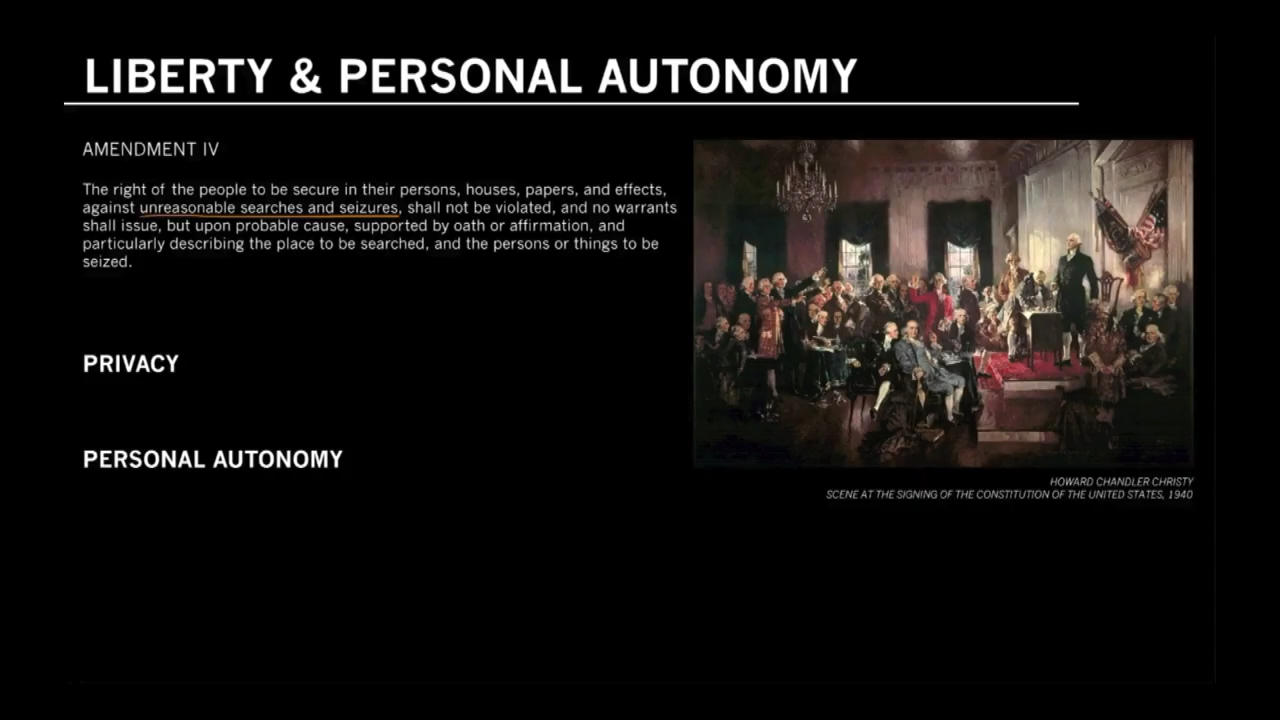 LIBERTY & PERSONAL AUTONOMY
AMENDMENT IV
The right of the people to be secure in their persons, houses, papers, and effects,
against unreasonable searches and seizures, shall not be violated, and no warrants
shall issue, but upon probable cause, supported by oath or affirmation, and
particularly describing the place to be searched, and the persons or things to be
seized.
PRIVACY
PERSONAL AUTONOMY
HOWARD CHANDLER CHRISTY
SCENE AT THE SIGNING OF THE CONSTITUTION OF THE UNITED STATES, 1940